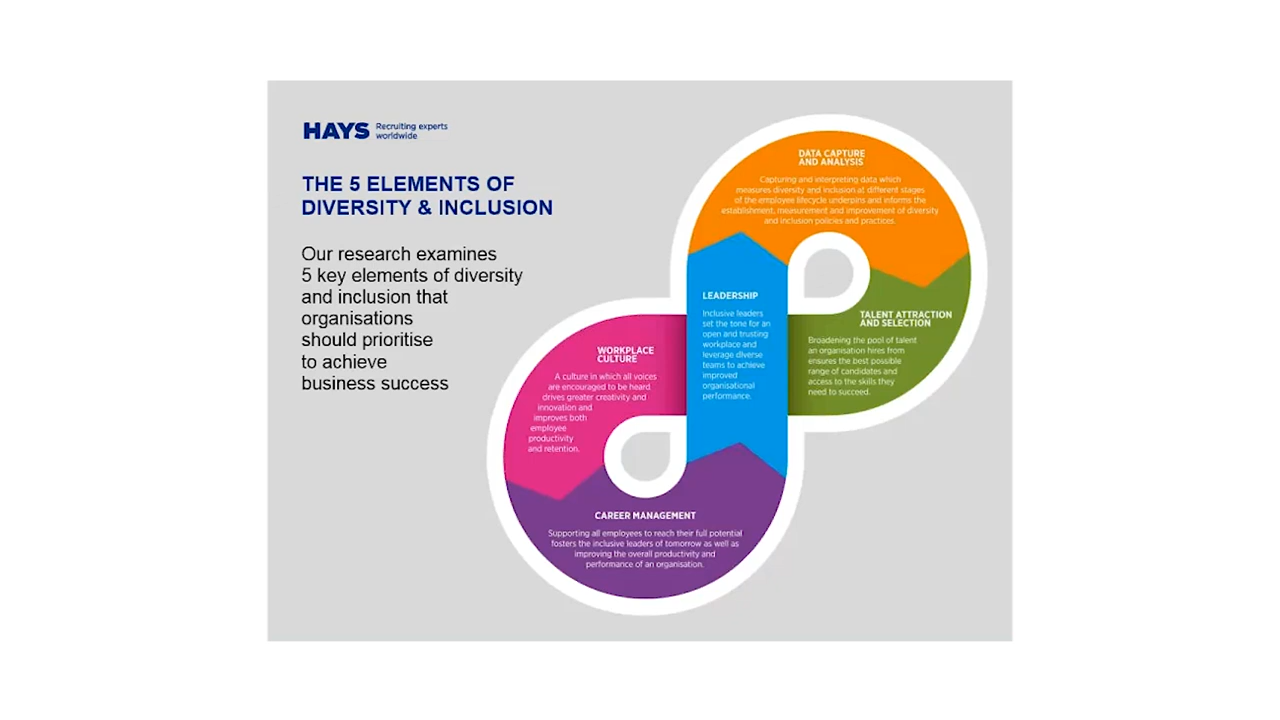 HAYS Recruiting experts
worldwide
THE 5 ELEMENTS OF
DIVERSITY & INCLUSION
Our research examines
5 key elements of diversity
and inclusion that
organisations
should prioritise
to achieve
business success
DATA CAPTURE
AND ANALYSIS
Capturing and interpreting data which
measures diversity and inclusion at different stages
of the employee lifecycle underpins and informs the
establishment, measurement and improvement of diversity
and inclusion policies and practices.
LEADERSHIP
Inclusive leaders
set the tone for an
open and trusting
workplace and
leverage diverse
teams to achieve
improved
organisational
performance.
TALENT ATTRACTION
AND SELECTION
Broadening the pool of talent
an organisation hires from
ensures the best possible
range of candidates and
access to the skills they
need to succeed.
WORKPLACE
CULTURE
A culture in which all voices
are encouraged to be heard
drives greater creativity and
innovation and
improves both
employee
productivity
and retention.
CAREER MANAGEMENT
Supporting all employees to reach their full potential
fosters the inclusive leaders of tomorrow as well as
improving the overall productivity and
performance of an organisation.